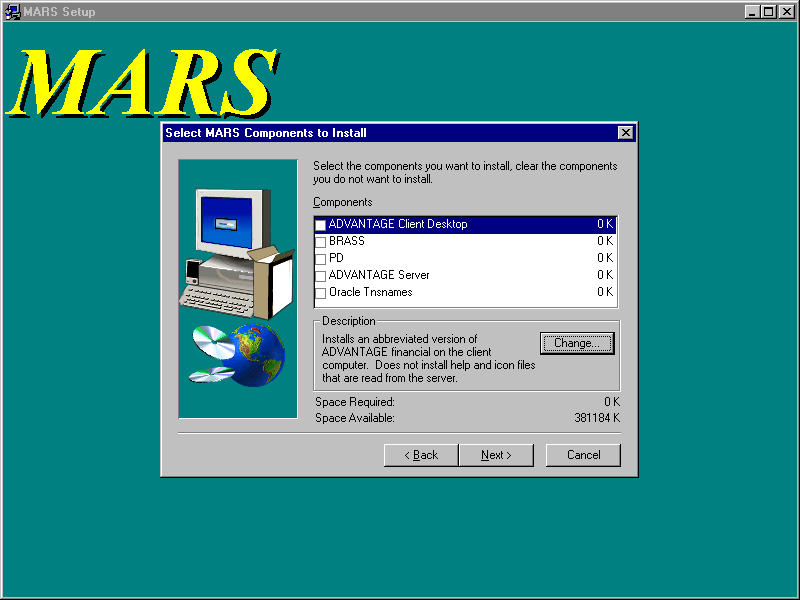 MARS Setup
MARS
Select MARS Components to Install
Select the components you want to install, clear the components
you do not want to install.
Components
ADVANTAGE Client Desktop 0 K
BRASS 0 K
PD 0 K
ADVANTAGE Server 0 K
Oracle Tnsnames 0 K
Description
Installs an abbreviated version of
ADVANTAGE financial on the client
computer. Does not install help and icon files
that are read from the server.
Change...
Space Required: 0 K
Space Available: 381184 K
< Back Next > Cancel